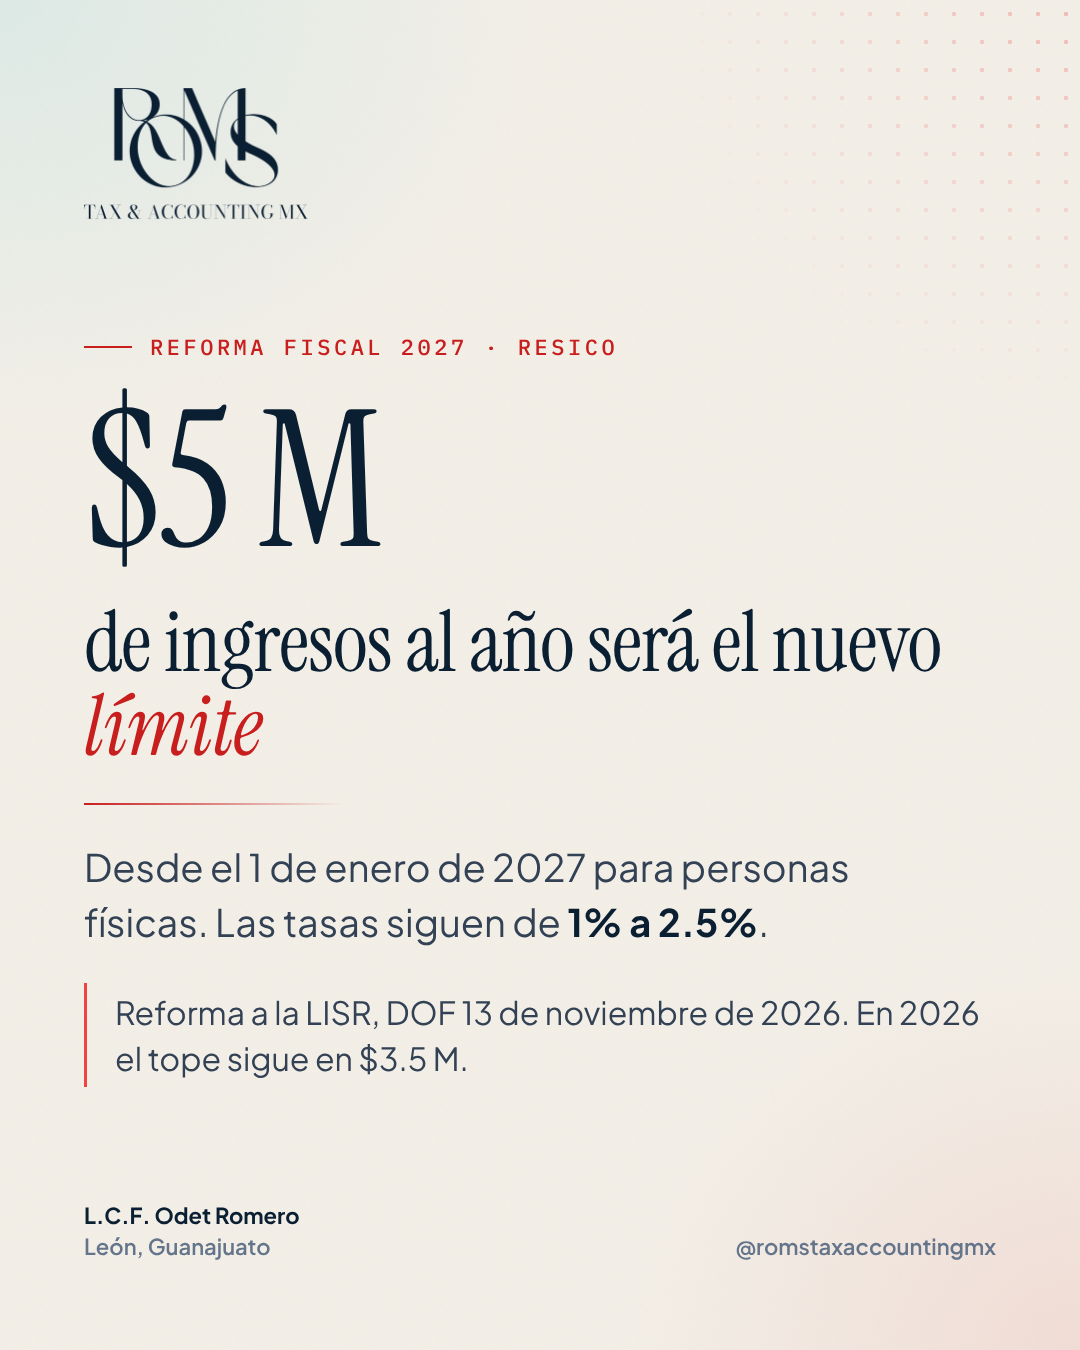 ROMS
TAX & ACCOUNTING MX
REFORMA FISCAL 2027 · RESICO
$5 M
de ingresos al año será el nuevo
límite
Desde el 1 de enero de 2027 para personas
físicas. Las tasas siguen de 1% a 2.5%.
Reforma a la LISR, DOF 13 de noviembre de 2026. En 2026
el tope sigue en $3.5 M.
L.C.F. Odet Romero
León, Guanajuato
@romstaxaccountingmx